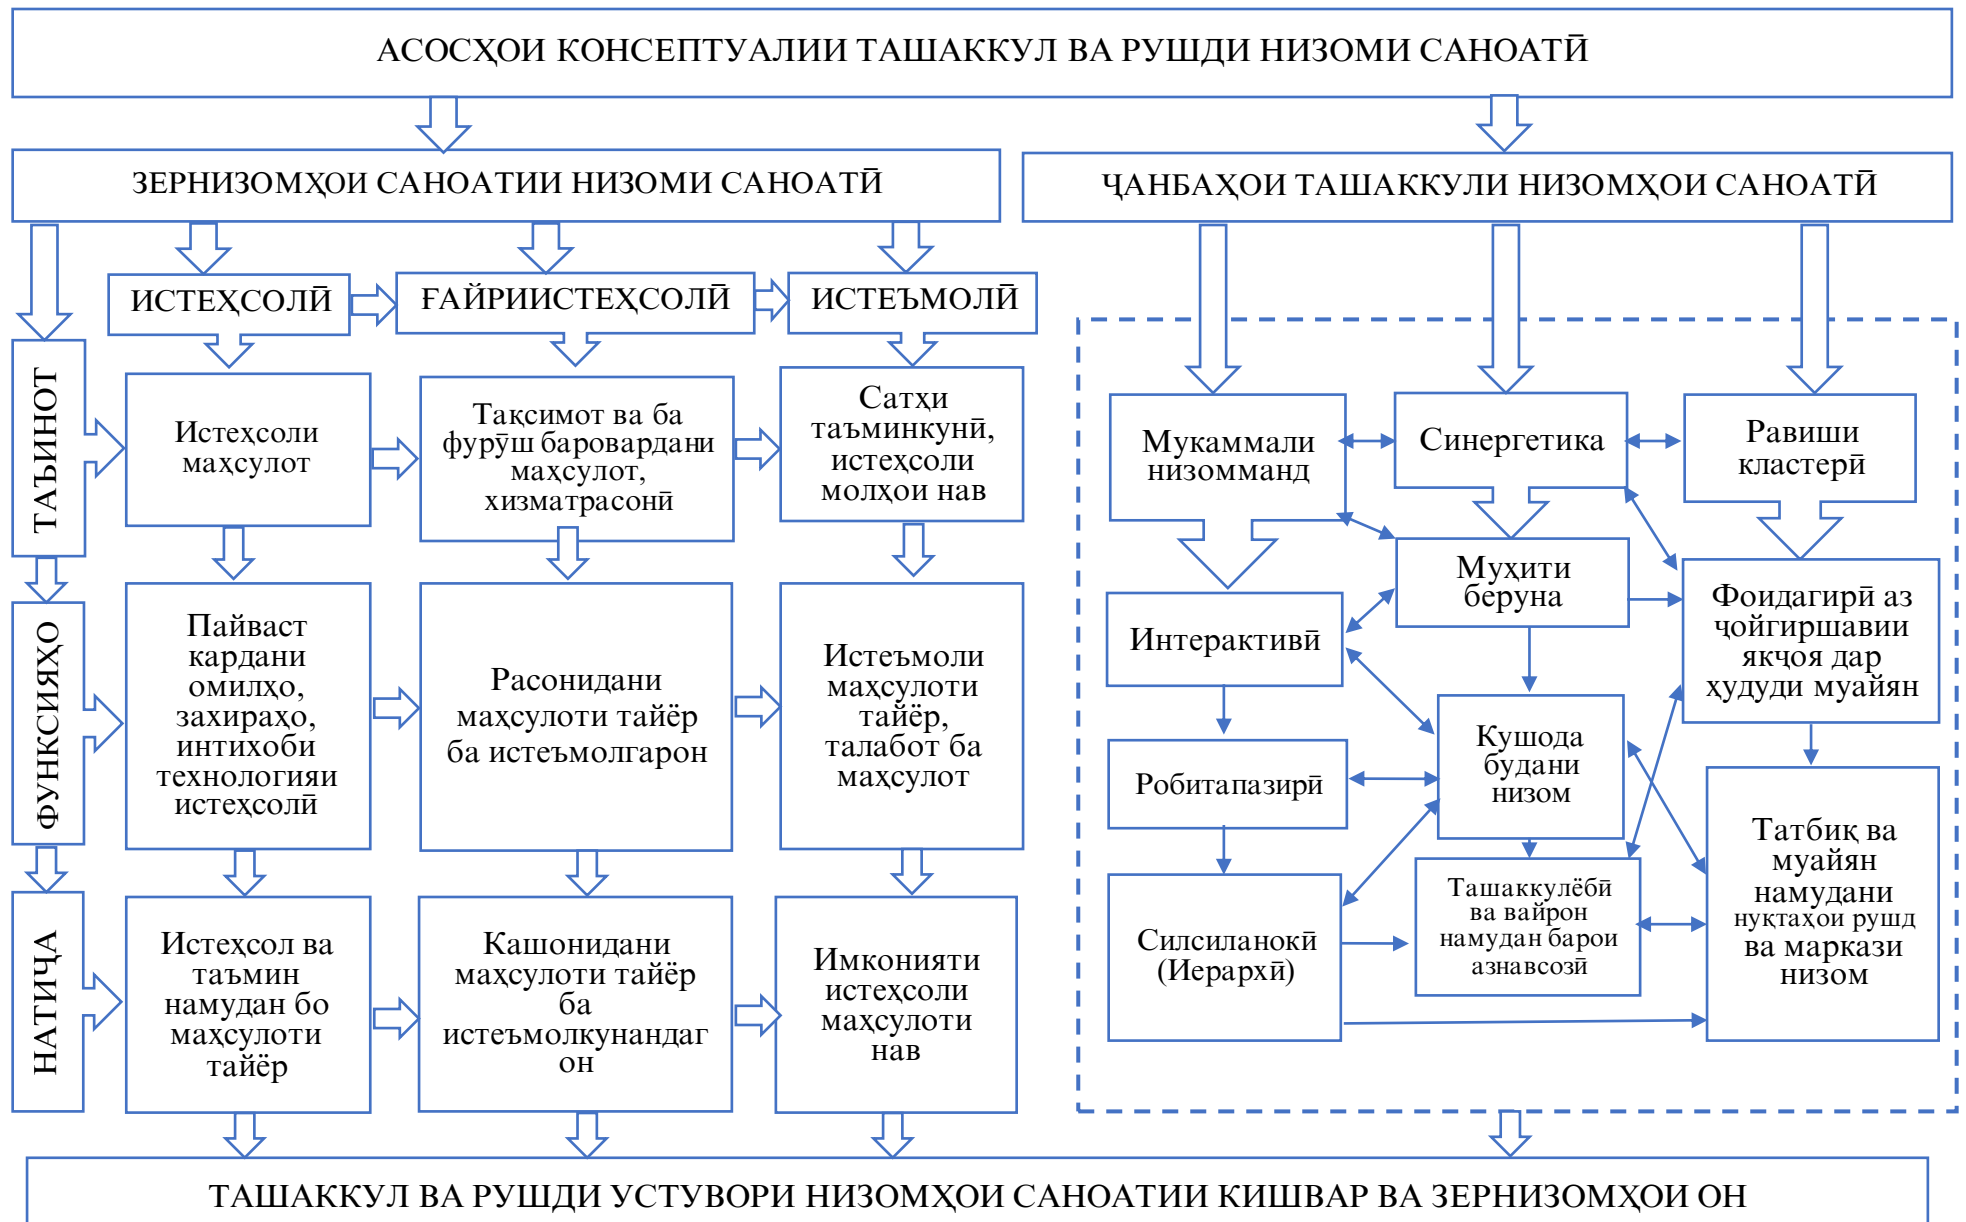 АСОСҲОИ КОНСЕПТУАЛИИ ТАШАККУЛ ВА РУШДИ НИЗОМИ САНОАТӢ
ЗЕРНИЗОМҲОИ САНОАТИИ НИЗОМИ САНОАТӢ
ҶАНБАҲОИ ТАШАККУЛИ НИЗОМҲОИ САНОАТӢ
ИСТЕҲСОЛӢ
ҒАЙРИИСТЕҲСОЛӢ
ИСТЕЪМОЛӢ
ТАЪИНОТ
Истеҳсоли
маҳсулот
Тақсимот ва ба
фурӯш баровардани
маҳсулот,
хизматрасонӣ
Сатҳи
таъминкунӣ,
истеҳсоли
молҳои нав
ФУНКСИЯҲО
Пайваст
кардани
омилҳо,
захираҳо,
интихоби
технологияи
истеҳсолӣ
Расонидани
маҳсулоти тайёр
ба истеъмолгарон
Истеъмоли
маҳсулоти
тайёр,
талабот ба
маҳсулот
НАТИҶА
Истеҳсол ва
таъмин
намудан бо
маҳсулоти
тайёр
Кашонидани
маҳсулоти тайёр
ба
истеъмолкунандаг
он
Имконияти
истеҳсоли
маҳсулоти
нав
Мукаммали
низомманд
Синергетика
Равиши
кластерӣ
Муҳити
беруна
Интерактивӣ
Фоидагирӣ аз
ҷойгиршавии
якҷоя дар
ҳудуди муайян
Кушода
будани
низом
Робитапазирӣ
Татбиқ ва
муайян
намудани
нуқтаҳои рушд
ва маркази
низом
Ташаккулёбӣ
ва вайрон
намудан барои
азнавсозӣ
Силсиланокӣ
(Иерархӣ)
ТАШАККУЛ ВА РУШДИ УСТУВОРИ НИЗОМҲОИ САНОАТИИ КИШВАР ВА ЗЕРНИЗОМҲОИ ОН